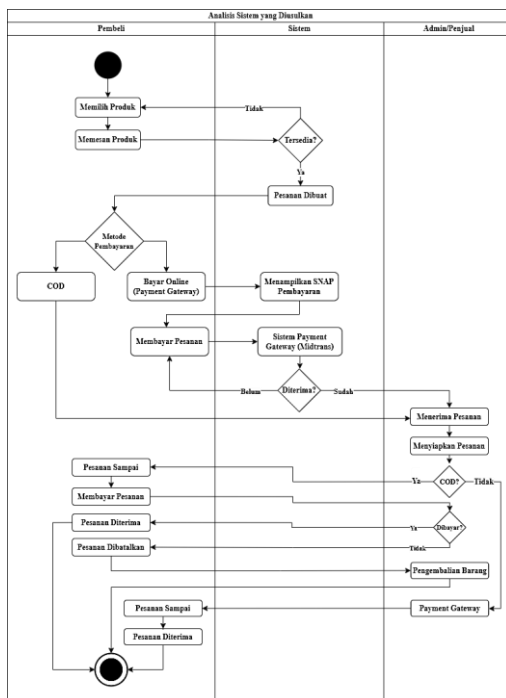 Analisis Sistem yang Diusulkan
Pembeli
Sistem
Admin/Penjual
Memilih Produk
Tidak
Memesan Produk
Tersedia?
Ya
Pesanan Dibuat
Metode
Pembayaran
COD
Bayar Online
(Payment Gateway)
Menampilkan SNAP
Pembayaran
Membayar Pesanan
Sistem Payment
Gateway (Midtrans)
Belum
Diterima?
Sudah
Menerima Pesanan
Menyiapkan Pesanan
Pesanan Sampai
Ya
COD?
Tidak
Membayar Pesanan
Pesanan Diterima
Ya
Dibayar?
Pesanan Dibatalkan
Tidak
Pengembalian Barang
Pesanan Sampai
Payment Gateway
Pesanan Diterima